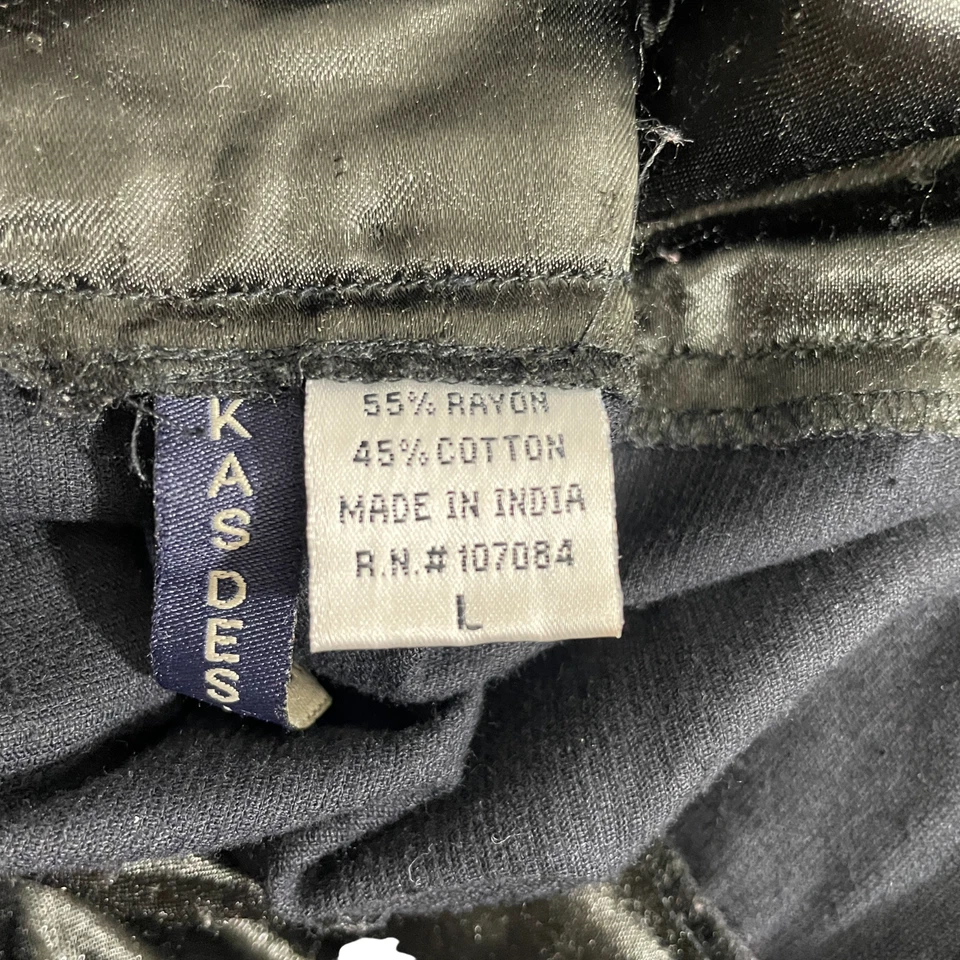 KAS DES
55% RAYON
45% COTTON
MADE IN INDIA
R.N.# 107084
L